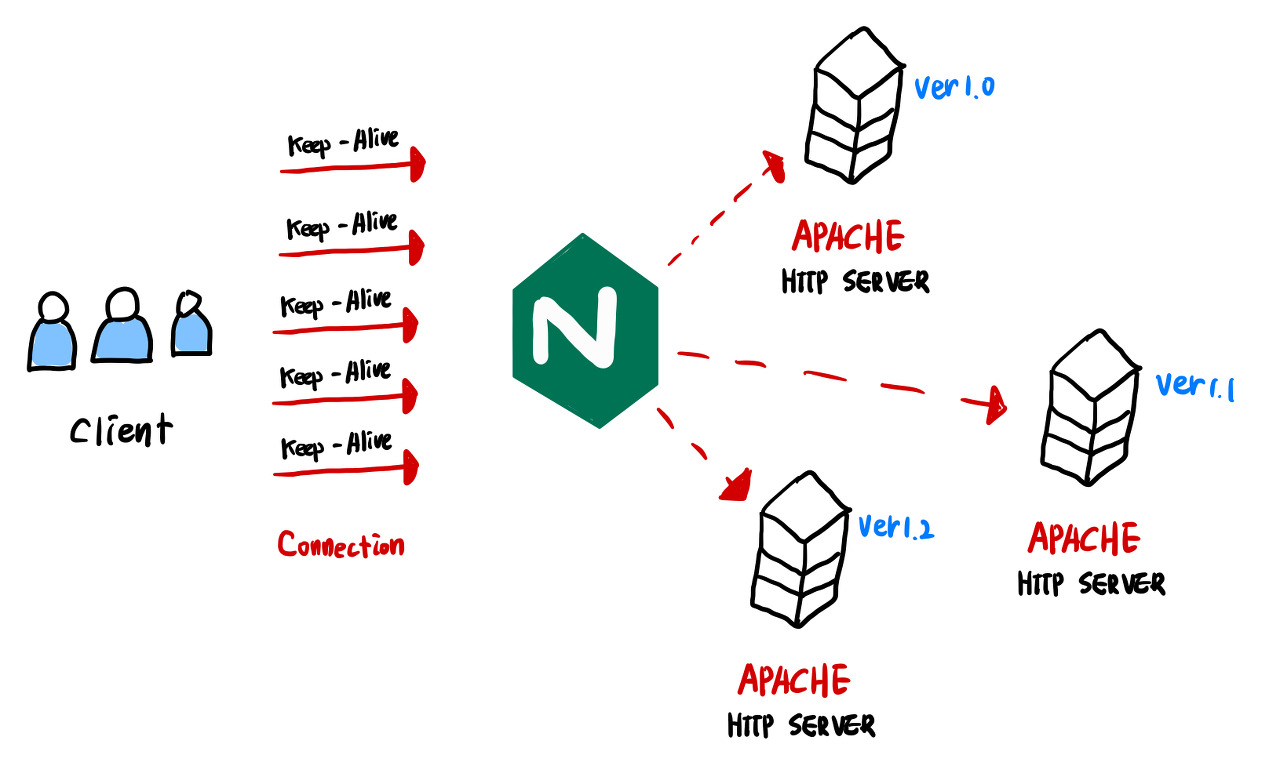 Keep-Alive
Keep-Alive
Keep-Alive
Keep-Alive
Keep-Alive
Client
Connection
N
ver1.0
APACHE
HTTP SERVER
ver1.1
APACHE
HTTP SERVER
ver1.2
APACHE
HTTP SERVER